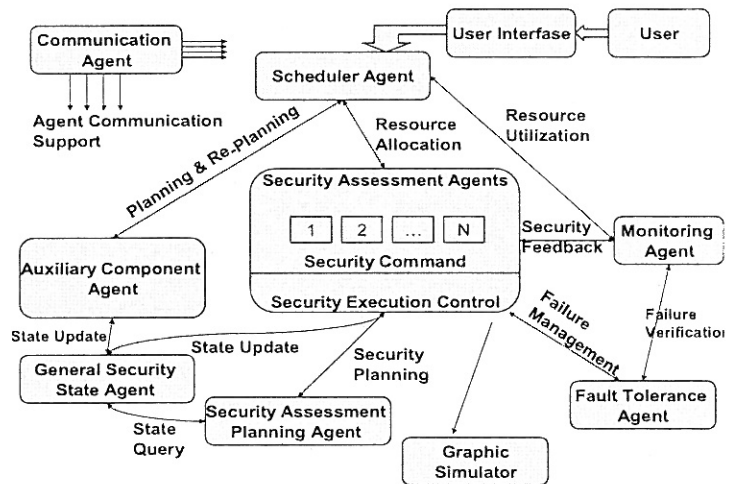 Communication
Agent
User Interfase
User
Scheduler Agent
Agent Communication
Support
Resource
Allocation
Resource
Utilization
Planning & Re-Planning
Security Assessment Agents
1 2 ... N
Security Command
Security Execution Control
Security
Feedback
Monitoring
Agent
Auxiliary Component
Agent
State Update
State Update
General Security
State Agent
Security
Planning
Failure
Management
Failure
Verification
State
Query
Security Assessment
Planning Agent
Fault Tolerance
Agent
Graphic
Simulator